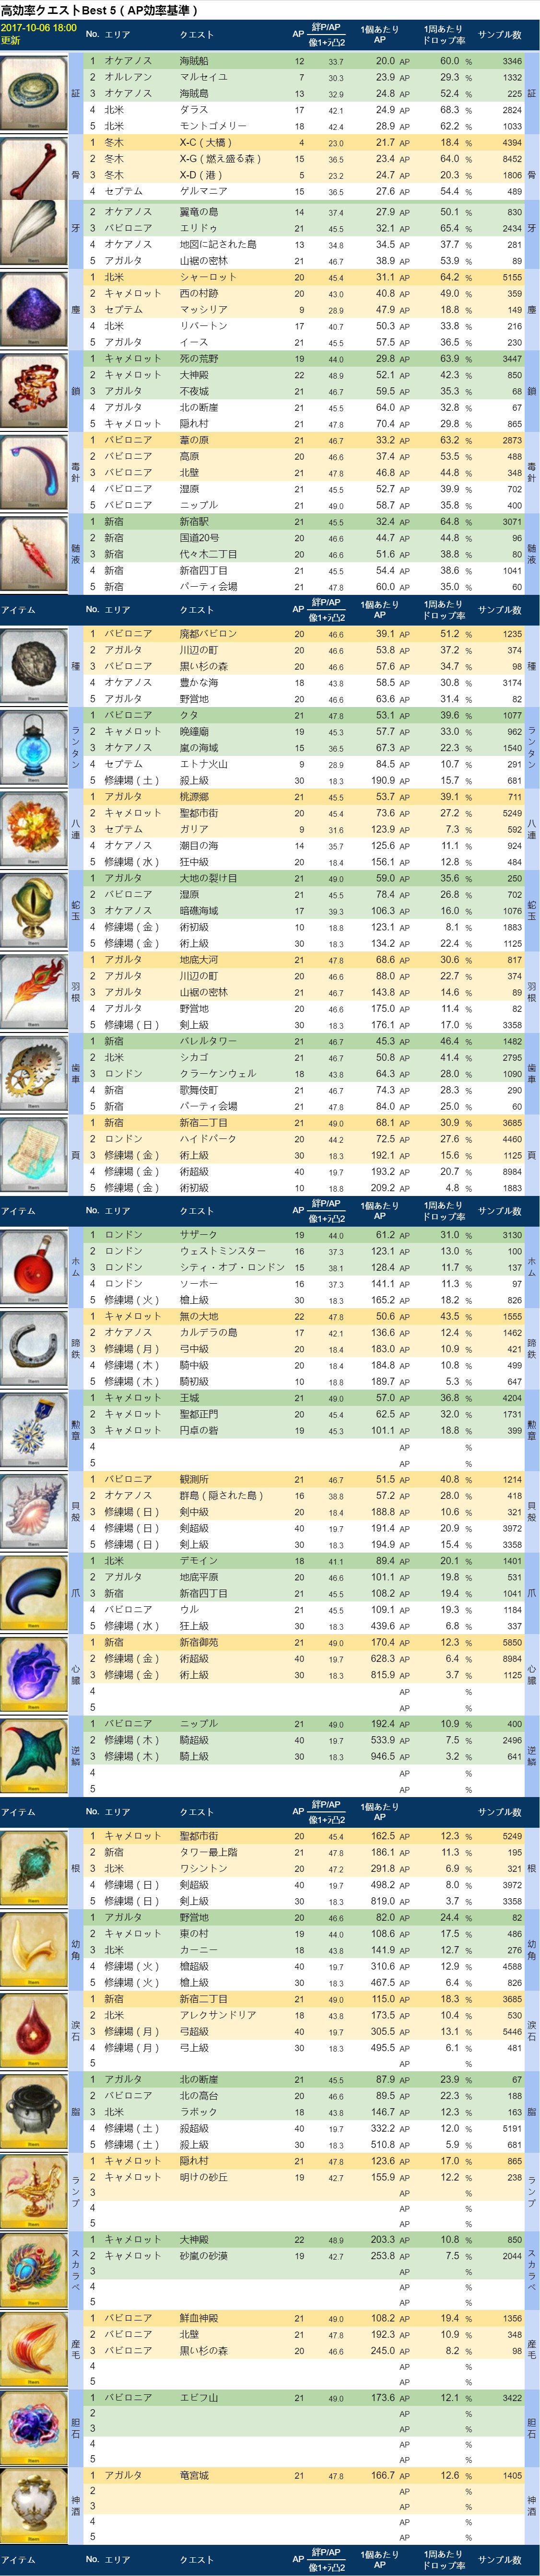 高効率クエストBest 5 ( AP効率基準 )
2017-10-06 18:00 更新 No. エリア クエスト AP 絆P/AP 像1+ﾗ凸2 1個あたり AP 1周あたり ドロップ率 サンプル数
証
1 オケアノス 海賊船 12 33.7 20.0 AP 60.0 % 3346
2 オルレアン マルセイユ 7 30.3 23.9 AP 29.3 % 1332
3 オケアノス 海賊島 13 32.9 24.8 AP 52.4 % 225
4 北米 ダラス 17 42.1 24.9 AP 68.3 % 2824
5 北米 モントゴメリー 18 42.4 28.9 AP 62.2 % 1033
骨
1 冬木 X-C ( 大橋 ) 4 23.0 21.7 AP 18.4 % 4394
2 冬木 X-G ( 燃え盛る森 ) 15 36.5 23.4 AP 64.0 % 8452
3 冬木 X-D ( 港 ) 5 23.2 24.7 AP 20.3 % 1806
4 セプテム ゲルマニア 15 36.5 27.6 AP 54.4 % 489
牙
2 オケアノス 翼竜の島 14 37.4 27.9 AP 50.1 % 830
3 バビロニア エリドゥ 21 45.5 32.1 AP 65.4 % 2434
4 オケアノス 地図に記された島 13 34.8 34.5 AP 37.7 % 281
5 アガルタ 山裾の密林 21 46.7 38.9 AP 53.9 % 89
塵
1 北米 シャーロット 20 45.4 31.1 AP 64.2 % 5155
2 キャメロット 西の村跡 20 43.0 40.8 AP 49.0 % 359
3 セプテム マッシリア 9 28.9 47.9 AP 18.8 % 149
4 北米 リバートン 17 40.7 50.3 AP 33.8 % 216
5 アガルタ イース 21 45.5 57.5 AP 36.5 % 230
鎖
1 キャメロット 死の荒野 19 44.0 29.8 AP 63.9 % 3447
2 キャメロット 大神殿 22 48.9 52.1 AP 42.3 % 850
3 アガルタ 不夜城 21 46.7 59.5 AP 35.3 % 68
4 アガルタ 北の断崖 21 45.5 64.0 AP 32.8 % 67
5 キャメロット 隠れ村 21 47.8 70.4 AP 29.8 % 865
毒針
1 バビロニア 葦の原 21 46.7 33.2 AP 63.2 % 2873
2 バビロニア 高原 20 46.6 37.4 AP 53.5 % 488
3 バビロニア 北壁 21 47.8 46.8 AP 44.8 % 348
4 バビロニア 湿原 21 45.5 52.7 AP 39.9 % 702
5 バビロニア ニップル 21 49.0 58.7 AP 35.8 % 400
髄液
1 新宿 新宿駅 21 45.5 32.4 AP 64.8 % 3071
2 新宿 国道20号 20 46.6 44.7 AP 44.8 % 96
3 新宿 代々木二丁目 20 46.6 51.6 AP 38.8 % 80
4 新宿 新宿四丁目 21 45.5 54.4 AP 38.6 % 1041
5 新宿 パーティ会場 21 47.8 60.0 AP 35.0 % 60
アイテム No. エリア クエスト AP 絆P/AP 像1+ﾗ凸2 1個あたり AP 1周あたり ドロップ率 サンプル数
種
1 バビロニア 廃都バビロン 20 46.6 39.1 AP 51.2 % 1235
2 アガルタ 川辺の町 20 46.6 53.8 AP 37.2 % 374
3 バビロニア 黒い杉の森 20 46.6 57.6 AP 34.7 % 98
4 オケアノス 豊かな海 18 43.8 58.5 AP 30.8 % 3174
5 アガルタ 野営地 20 46.6 63.6 AP 31.4 % 82
ランタン
1 バビロニア クタ 21 47.8 53.1 AP 39.6 % 1077
2 キャメロット 晩鐘廟 19 45.3 57.7 AP 33.0 % 962
3 オケアノス 嵐の海域 15 36.5 67.3 AP 22.3 % 1540
4 セプテム エトナ火山 9 28.9 84.5 AP 10.7 % 291
5 修練場 ( 土 ) 殺上級 30 18.3 190.9 AP 15.7 % 681
八連
1 アガルタ 桃源郷 21 45.5 53.7 AP 39.1 % 711
2 キャメロット 聖都市街 20 45.4 73.6 AP 27.2 % 5249
3 セプテム ガリア 9 31.6 123.9 AP 7.3 % 592
4 オケアノス 潮目の海 14 35.7 125.6 AP 11.1 % 924
5 修練場 ( 水 ) 狂中級 20 18.4 156.1 AP 12.8 % 484
蛇玉
1 アガルタ 大地の裂け目 21 49.0 59.0 AP 35.6 % 250
2 バビロニア 湿原 21 45.5 78.4 AP 26.8 % 702
3 オケアノス 暗礁海域 17 39.3 106.3 AP 16.0 % 1076
4 修練場 ( 金 ) 術初級 10 18.8 123.1 AP 8.1 % 1883
5 修練場 ( 金 ) 術上級 30 18.3 134.2 AP 22.4 % 1125
羽根
1 アガルタ 地底大河 21 47.8 68.6 AP 30.6 % 817
2 アガルタ 川辺の町 20 46.6 88.0 AP 22.7 % 374
3 アガルタ 山裾の密林 21 46.7 143.8 AP 14.6 % 89
4 アガルタ 野営地 20 46.6 175.0 AP 11.4 % 82
5 修練場 ( 日 ) 剣上級 30 18.3 176.1 AP 17.0 % 3358
歯車
1 新宿 バレルタワー 21 46.7 45.3 AP 46.4 % 1482
2 北米 シカゴ 21 46.7 50.8 AP 41.4 % 2795
3 ロンドン クラーケンウェル 18 43.8 64.3 AP 28.0 % 1090
4 新宿 歌舞伎町 21 46.7 74.3 AP 28.3 % 290
5 新宿 パーティ会場 21 47.8 84.0 AP 25.0 % 60
頁
1 新宿 新宿二丁目 21 49.0 68.1 AP 30.9 % 3685
2 ロンドン ハイドパーク 20 44.2 72.5 AP 27.6 % 4460
3 修練場 ( 金 ) 術上級 30 18.3 192.1 AP 15.6 % 1125
4 修練場 ( 金 ) 術超級 40 19.7 193.2 AP 20.7 % 8984
5 修練場 ( 金 ) 術初級 10 18.8 209.2 AP 4.8 % 1883
アイテム No. エリア クエスト AP 絆P/AP 像1+ﾗ凸2 1個あたり AP 1周あたり ドロップ率 サンプル数
ホム
1 ロンドン サザーク 19 44.0 61.2 AP 31.0 % 3130
2 ロンドン ウェストミンスター 16 37.3 123.1 AP 13.0 % 100
3 ロンドン シティ・オブ・ロンドン 15 38.1 128.4 AP 11.7 % 137
4 ロンドン ソーホー 16 37.3 141.1 AP 11.3 % 97
5 修練場 ( 火 ) 槍上級 30 18.3 165.2 AP 18.2 % 826
蹄鉄
1 キャメロット 無の大地 22 47.8 50.6 AP 43.5 % 1555
2 オケアノス カルデラの島 17 42.1 136.6 AP 12.4 % 1462
3 修練場 ( 月 ) 弓中級 20 18.4 183.0 AP 10.9 % 421
4 修練場 ( 木 ) 騎中級 20 18.4 184.8 AP 10.8 % 499
5 修練場 ( 木 ) 騎初級 10 18.8 189.7 AP 5.3 % 647
勲章
1 キャメロット 王城 21 49.0 57.0 AP 36.8 % 4204
2 キャメロット 聖都正門 20 45.4 62.5 AP 32.0 % 1731
3 キャメロット 円卓の砦 19 45.3 101.1 AP 18.8 % 399
4 AP %
5 AP %
貝殻
1 バビロニア 観測所 21 46.7 51.5 AP 40.8 % 1214
2 オケアノス 群島 ( 隠された島 ) 16 38.8 57.2 AP 28.0 % 418
3 修練場 ( 日 ) 剣中級 20 18.4 188.8 AP 10.6 % 321
4 修練場 ( 日 ) 剣超級 40 19.7 191.4 AP 20.9 % 3972
5 修練場 ( 日 ) 剣上級 30 18.3 194.9 AP 15.4 % 3358
爪
1 北米 デモイン 18 41.1 89.4 AP 20.1 % 1401
2 アガルタ 地底平原 20 46.6 101.1 AP 19.8 % 531
3 新宿 新宿四丁目 21 45.5 108.2 AP 19.4 % 1041
4 バビロニア ウル 21 45.5 109.1 AP 19.3 % 1184
5 修練場 ( 水 ) 狂上級 30 18.3 439.6 AP 6.8 % 337
心臓
1 新宿 新宿御苑 21 49.0 170.4 AP 12.3 % 5850
2 修練場 ( 金 ) 術超級 40 19.7 628.3 AP 6.4 % 8984
3 修練場 ( 金 ) 術上級 30 18.3 815.9 AP 3.7 % 1125
4 AP %
5 AP %
逆鱗
1 バビロニア ニップル 21 49.0 192.4 AP 10.9 % 400
2 修練場 ( 木 ) 騎超級 40 19.7 533.9 AP 7.5 % 2496
3 修練場 ( 木 ) 騎上級 30 18.3 946.5 AP 3.2 % 641
4 AP %
5 AP %
アイテム No. エリア クエスト AP 絆P/AP 像1+ﾗ凸2 1個あたり AP 1周あたり ドロップ率 サンプル数
根
1 キャメロット 聖都市街 20 45.4 162.5 AP 12.3 % 5249
2 新宿 タワー最上階 21 47.8 186.1 AP 11.3 % 195
3 北米 ワシントン 20 47.2 291.8 AP 6.9 % 321
4 修練場 ( 日 ) 剣超級 40 19.7 498.2 AP 8.0 % 3972
5 修練場 ( 日 ) 剣上級 30 18.3 819.0 AP 3.7 % 3358
幼角
1 アガルタ 野営地 20 46.6 82.0 AP 24.4 % 82
2 キャメロット 東の村 19 44.0 108.6 AP 17.5 % 486
3 北米 カーニー 18 43.8 141.9 AP 12.7 % 276
4 修練場 ( 火 ) 槍超級 40 19.7 310.6 AP 12.9 % 4588
5 修練場 ( 火 ) 槍上級 30 18.3 467.5 AP 6.4 % 826
涙石
1 新宿 新宿二丁目 21 49.0 115.0 AP 18.3 % 3685
2 北米 アレクサンドリア 18 43.8 173.5 AP 10.4 % 530
3 修練場 ( 月 ) 弓超級 40 19.7 305.5 AP 13.1 % 5446
4 修練場 ( 月 ) 弓上級 30 18.3 495.5 AP 6.1 % 481
5 AP %
脂
1 アガルタ 北の断崖 21 45.5 87.9 AP 23.9 % 67
2 バビロニア 北の高台 20 46.6 89.5 AP 22.3 % 188
3 北米 ラボック 18 43.8 146.7 AP 12.3 % 163
4 修練場 ( 土 ) 殺超級 40 19.7 332.2 AP 12.0 % 5191
5 修練場 ( 土 ) 殺上級 30 18.3 510.8 AP 5.9 % 681
ランプ
1 キャメロット 隠れ村 21 47.8 123.6 AP 17.0 % 865
2 キャメロット 明けの砂丘 19 42.7 155.9 AP 12.2 % 238
3 AP %
4 AP %
5 AP %
スカラベ
1 キャメロット 大神殿 22 48.9 203.3 AP 10.8 % 850
2 キャメロット 砂嵐の砂漠 19 42.7 253.8 AP 7.5 % 2044
3 AP %
4 AP %
5 AP %
産毛
1 バビロニア 鮮血神殿 21 49.0 108.2 AP 19.4 % 1356
2 バビロニア 北壁 21 47.8 192.3 AP 10.9 % 348
3 バビロニア 黒い杉の森 20 46.6 245.0 AP 8.2 % 98
4 AP %
5 AP %
胆石
1 バビロニア エビフ山 21 49.0 173.6 AP 12.1 % 3422
2 AP %
3 AP %
4 AP %
5 AP %
神酒
1 アガルタ 竜宮城 21 47.8 166.7 AP 12.6 % 1405
2 AP %
3 AP %
4 AP %
5 AP %
アイテム No. エリア クエスト AP 絆P/AP 像1+ﾗ凸2 1個あたり AP 1周あたり ドロップ率 サンプル数